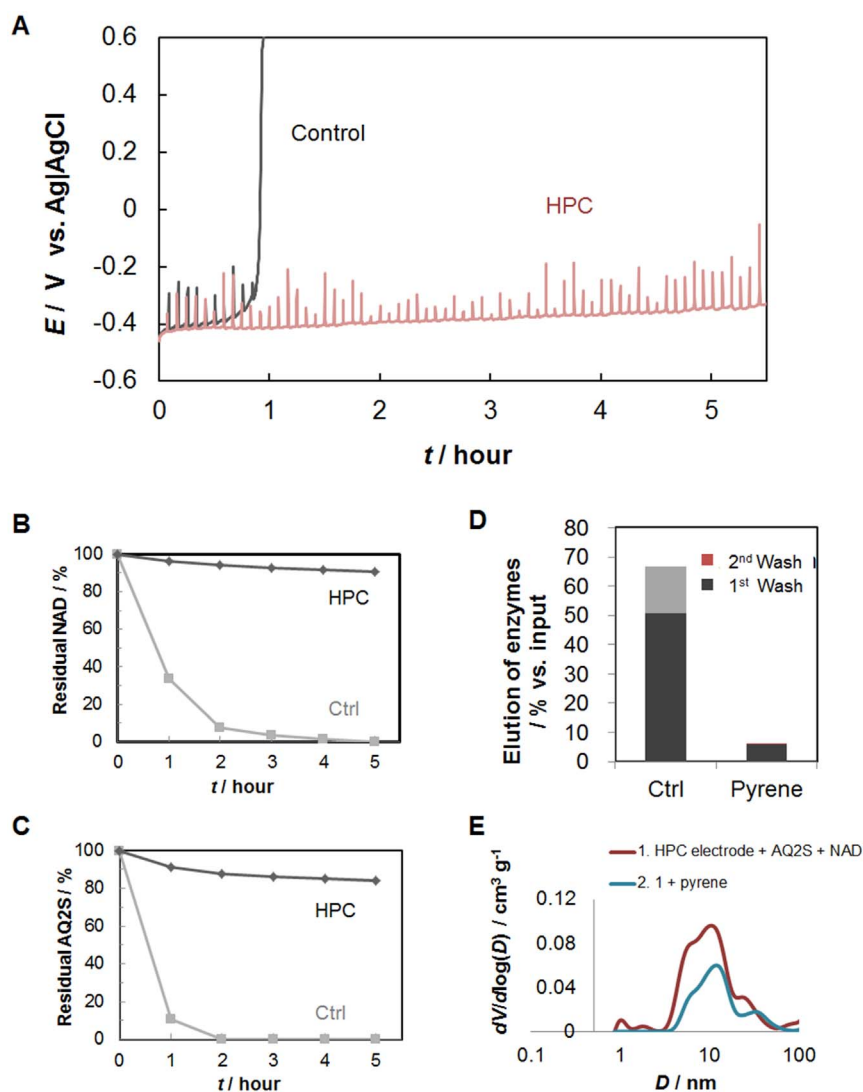 A
0.6
0.4
0.2
0
-0.2
-0.4
-0.6
E / V vs. Ag|AgCl
Control
HPC
0 1 2 3 4 5
t / hour
B
100
80
60
40
20
0
Residual NAD / %
HPC
Ctrl
0 1 2 3 4 5
t / hour
C
100
80
60
40
20
0
Residual AQ2S / %
HPC
Ctrl
0 1 2 3 4 5
t / hour
D
80
70
60
50
40
30
20
10
0
Elution of enzymes
/ % vs. input
2nd Wash
1st Wash
Ctrl Pyrene
E
1. HPC electrode + AQ2S + NAD
2. 1 + pyrene
0.12
0.08
0.04
0
dV/dlog(D) / cm³ g⁻¹
0.1 1 10 100
D / nm